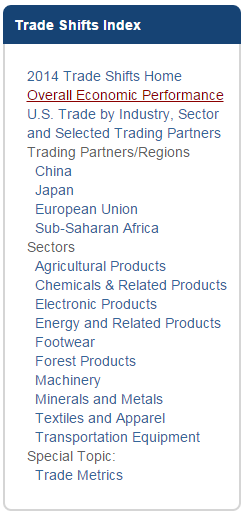 Trade Shifts Index
2014 Trade Shifts Home
Overall Economic Performance
U.S. Trade by Industry, Sector
and Selected Trading Partners
Trading Partners/Regions
China
Japan
European Union
Sub-Saharan Africa
Sectors
Agricultural Products
Chemicals & Related Products
Electronic Products
Energy and Related Products
Footwear
Forest Products
Machinery
Minerals and Metals
Textiles and Apparel
Transportation Equipment
Special Topic:
Trade Metrics